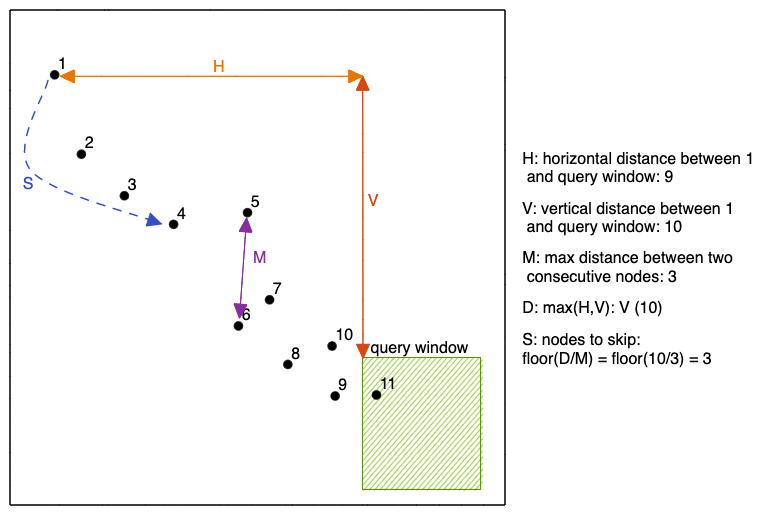 1
H
2
3
S
4
5
V
M
7
6
10
query window
8
9
11
H: horizontal distance between 1
and query window: 9
V: vertical distance between 1
and query window: 10
M: max distance between two
consecutive nodes: 3
D: max(H,V): V (10)
S: nodes to skip:
floor(D/M) = floor(10/3) = 3